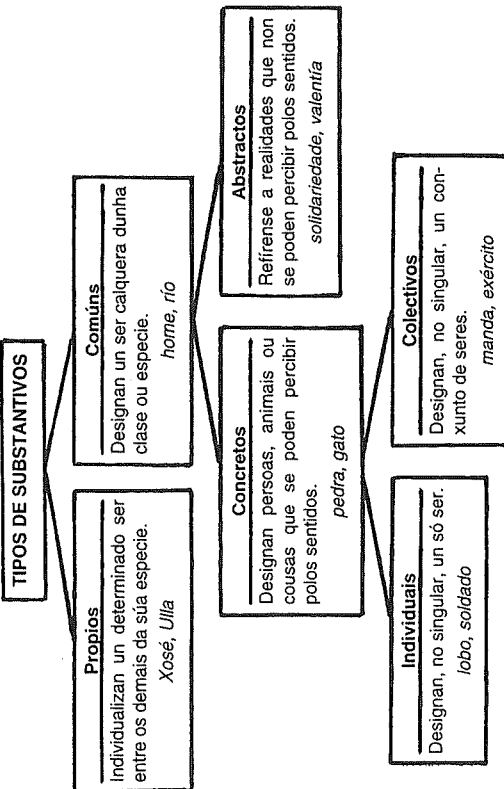 TIPOS DE SUBSTANTIVOS
Propios
Individualizan un determinado ser
entre os demais da súa especie.
Xosé, Ulla
Comúns
Designan un ser calquera dunha
clase ou especie.
home, río
Concretos
Designan persoas, animais ou
cousas que se poden percibir
polos sentidos.
pedra, gato
Abstractos
Refírense a realidades que non
se poden percibir polos sentidos.
solidariedade, valentía
Individuais
Designan, no singular, un só ser.
lobo, soldado
Colectivos
Designan, no singular, un con-
xunto de seres.
manda, exército